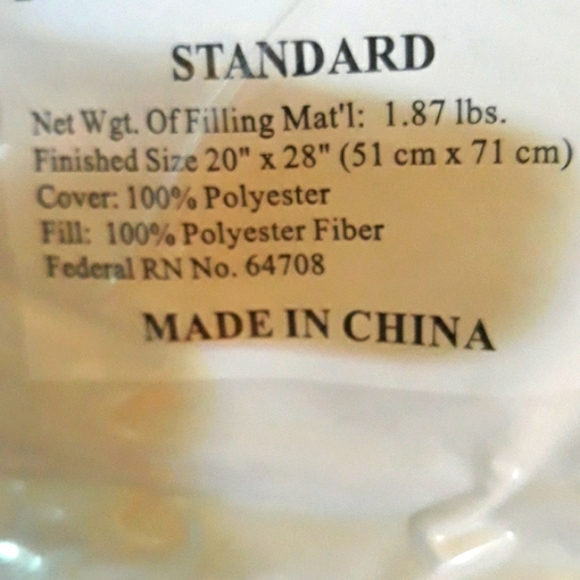 STANDARD
Net Wgt. Of Filling Mat'l: 1.87 lbs.
Finished Size 20" x 28" (51 cm x 71 cm)
Cover: 100% Polyester
Fill: 100% Polyester Fiber
Federal RN No. 64708
MADE IN CHINA